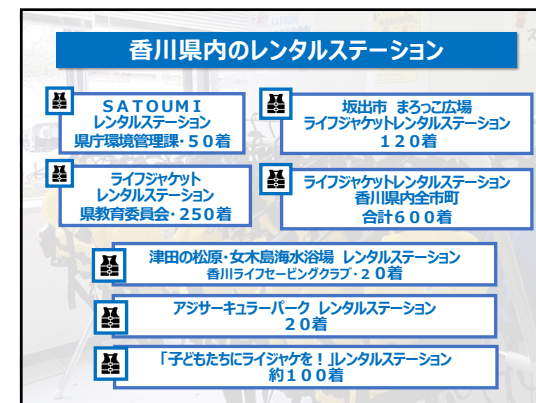 香川県内のレンタルステーション
ＳＡＴＯＵＭＩ
レンタルステーション
県庁環境管理課・５０着
坂出市 まろっこ広場
ライフジャケットレンタルステーション
１２０着
ライフジャケット
レンタルステーション
県教育委員会・２５０着
ライフジャケットレンタルステーション
香川県内全市町
合計６００着
津田の松原・女木島海水浴場 レンタルステーション
香川ライフセービングクラブ・２０着
アジサーキュラーパーク レンタルステーション
２０着
「子どもたちにライジャケを！」レンタルステーション
約１００着